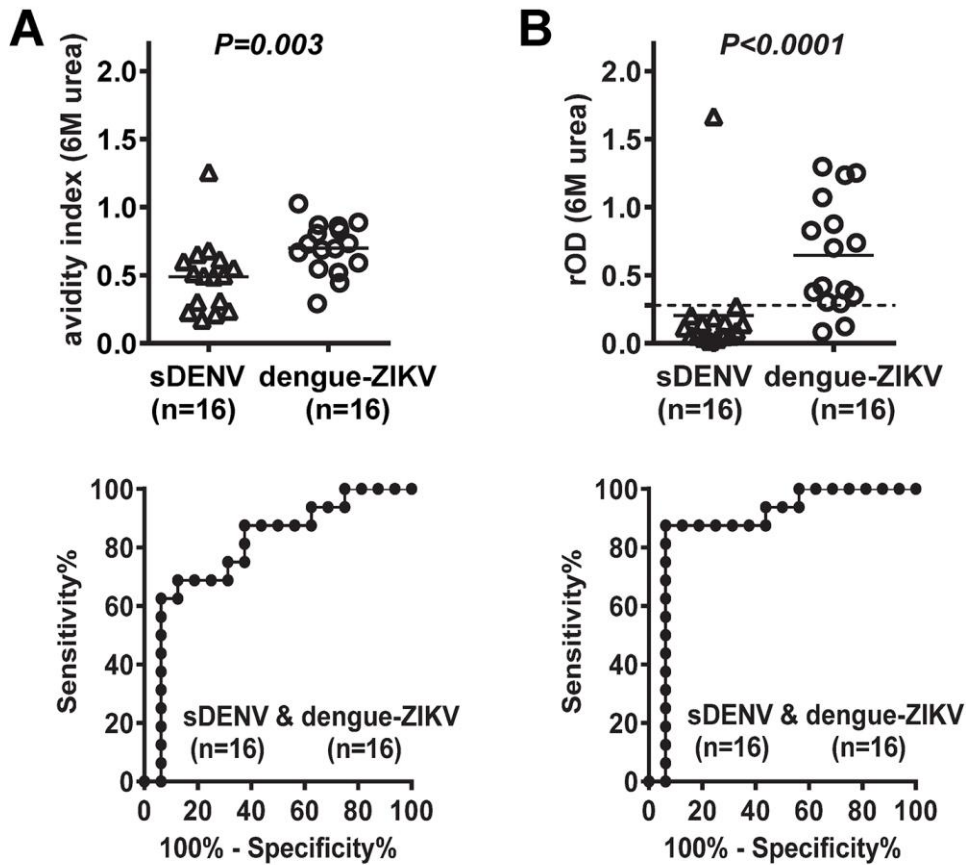 A
P=0.003
avidity index (6M urea)
2.0
1.5
1.0
0.5
0.0
sDENV dengue-ZIKV
(n=16) (n=16)
B
P<0.0001
rOD (6M urea)
2.0
1.5
1.0
0.5
0.0
sDENV dengue-ZIKV
(n=16) (n=16)
Sensitivity%
100
80
60
40
20
0
sDENV & dengue-ZIKV
(n=16) (n=16)
0 20 40 60 80 100
100% - Specificity%
Sensitivity%
100
80
60
40
20
0
sDENV & dengue-ZIKV
(n=16) (n=16)
0 20 40 60 80 100
100% - Specificity%